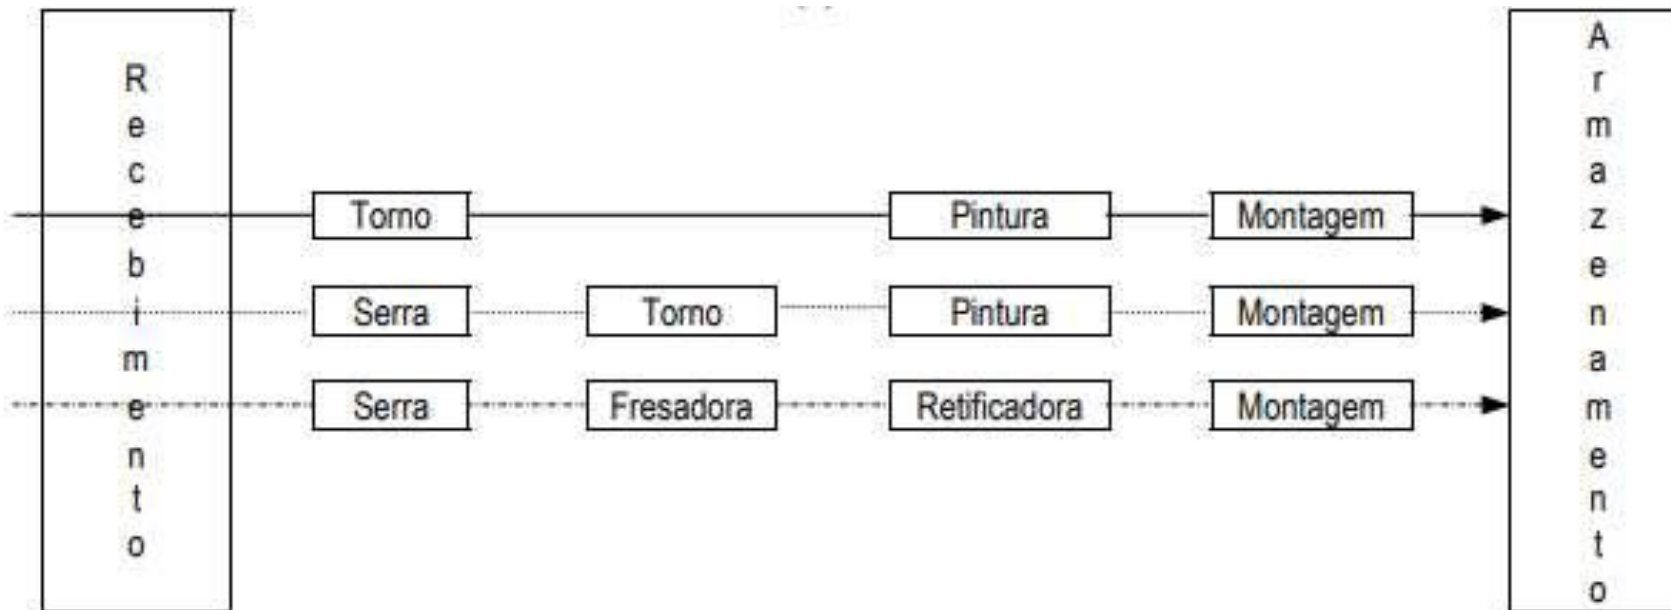 Recebimento
Torno Pintura Montagem
Serra Torno Pintura Montagem
Serra Fresadora Retificadora Montagem
Armazenamento